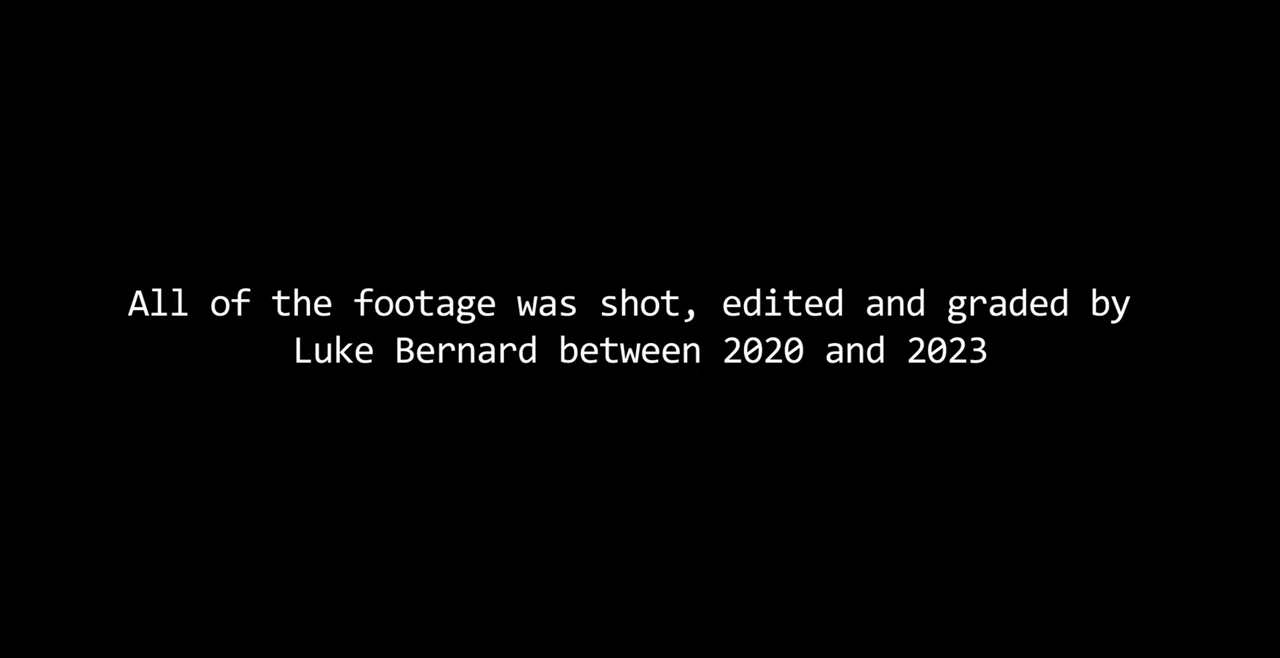 All of the footage was shot, edited and graded by
Luke Bernard between 2020 and 2023